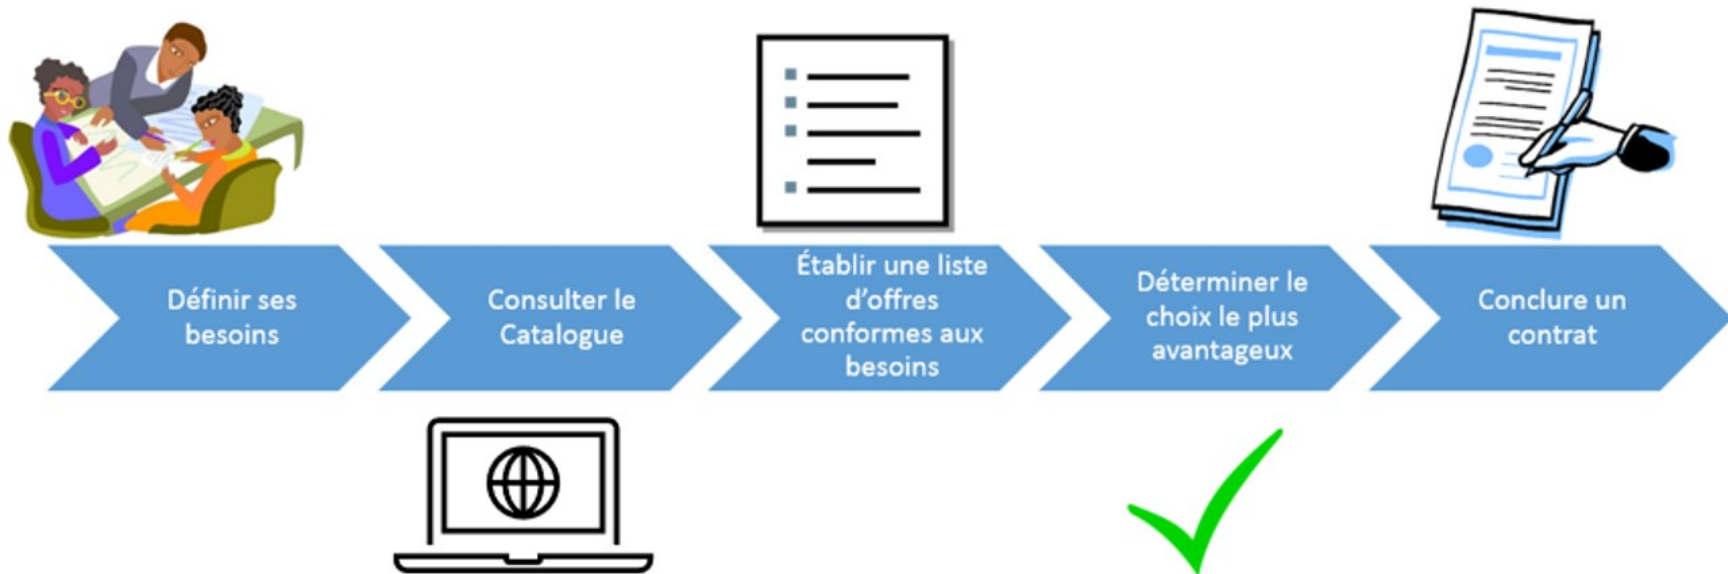 Définir ses
besoins
Consulter le
Catalogue
Établir une liste
d'offres
conformes aux
besoins
Déterminer le
choix le plus
avantageux
Conclure un
contrat